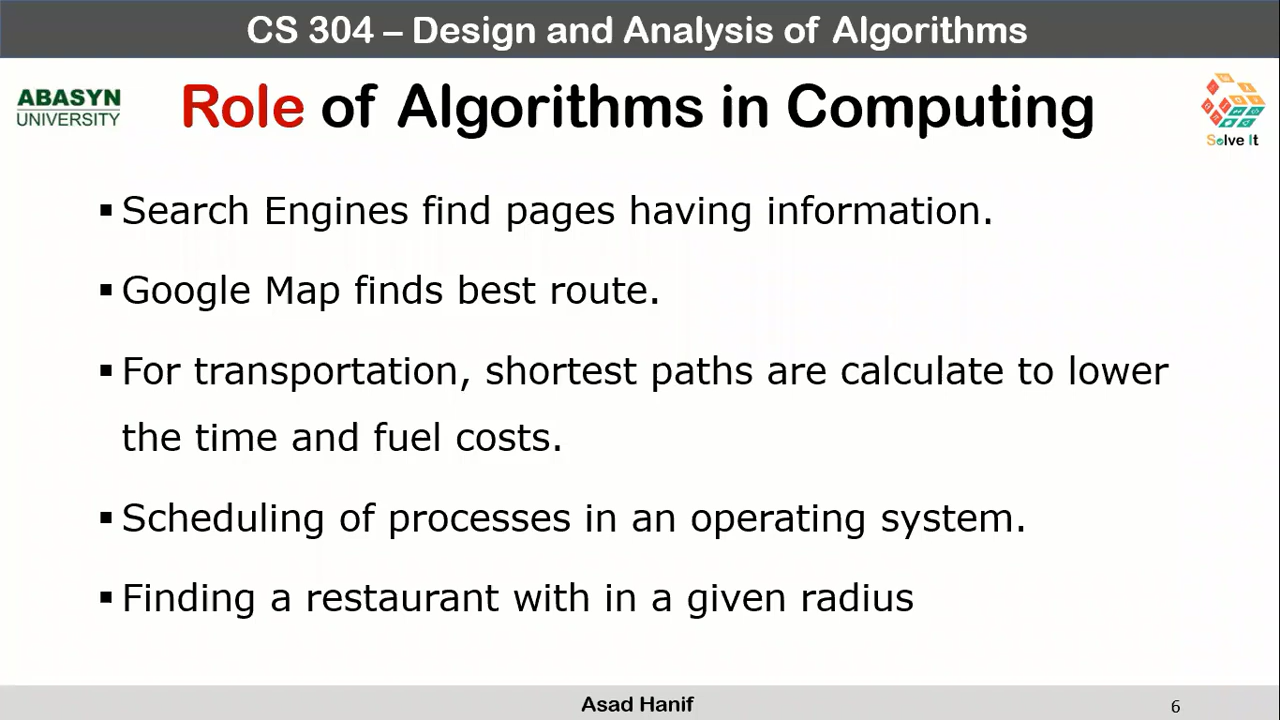 CS 304 – Design and Analysis of Algorithms
ABASYN
UNIVERSITY
Role of Algorithms in Computing
Solve It
▪ Search Engines find pages having information.
▪ Google Map finds best route.
▪ For transportation, shortest paths are calculate to lower
the time and fuel costs.
▪ Scheduling of processes in an operating system.
▪ Finding a restaurant with in a given radius
Asad Hanif
6